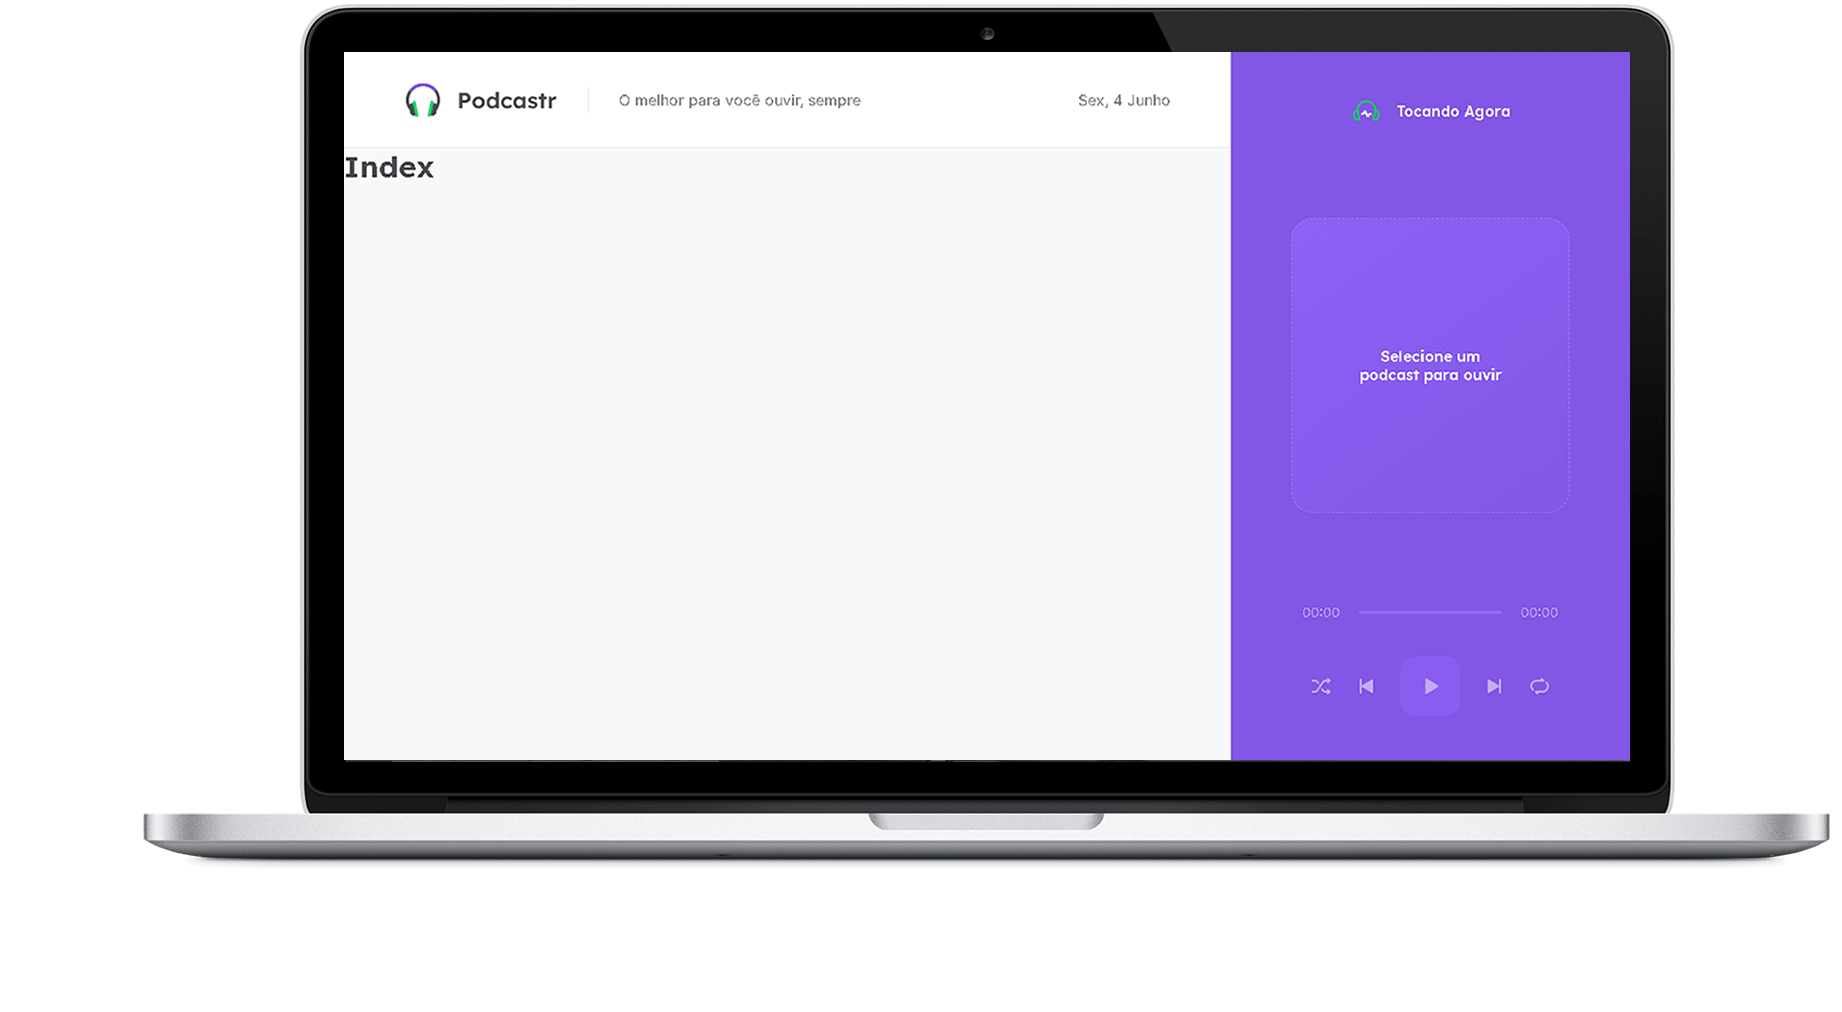 Podcastr
O melhor para você ouvir, sempre
Sex, 4 Junho
Index
Tocando Agora
Selecione um
podcast para ouvir
00:00
00:00